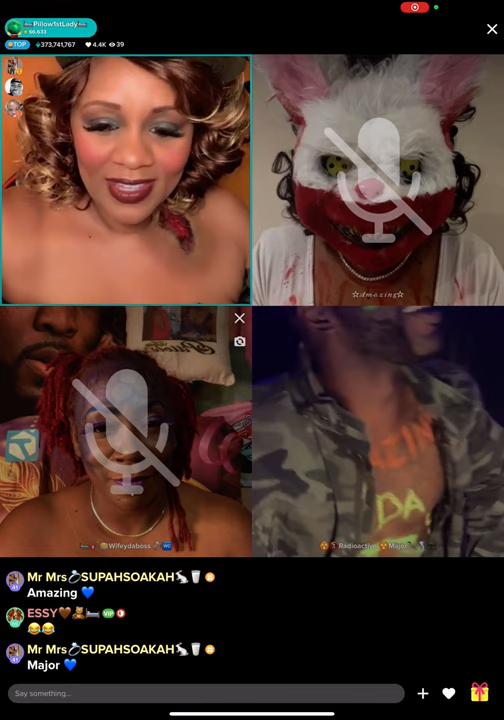 Pillow1stLady
66,633
TOP 373,741,767 4.4K 39
☆𝒜𝓂𝒶𝓏𝒾𝓃𝑔☆
Wifeydaboss
Radioactive Major
DA
Mr Mrs💍SUPAHSOAKAH🐇🥛
Amazing 💙
ESSY🤎🧸🛏️ VIP
😂😂
Mr Mrs💍SUPAHSOAKAH🐇🥛
Major 💙
Say something...